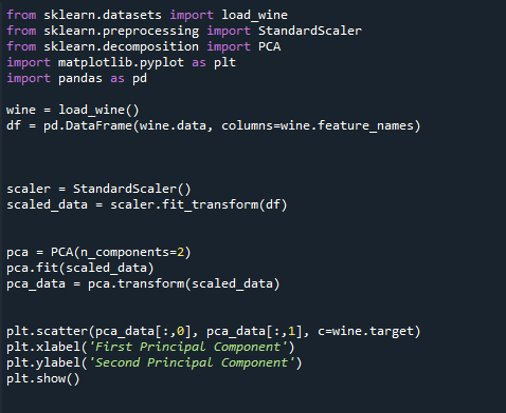 from sklearn.datasets import load_wine
from sklearn.preprocessing import StandardScaler
from sklearn.decomposition import PCA
import matplotlib.pyplot as plt
import pandas as pd
wine = load_wine()
df = pd.DataFrame(wine.data, columns=wine.feature_names)
scaler = StandardScaler()
scaled_data = scaler.fit_transform(df)
pca = PCA(n_components=2)
pca.fit(scaled_data)
pca_data = pca.transform(scaled_data)
plt.scatter(pca_data[:,0], pca_data[:,1], c=wine.target)
plt.xlabel('First Principal Component')
plt.ylabel('Second Principal Component')
plt.show()